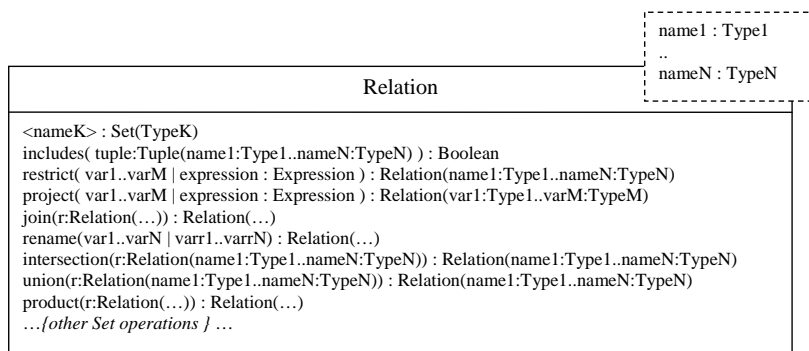 name1 : Type1
..
nameN : TypeN
Relation
<nameK> : Set(TypeK)
includes( tuple:Tuple(name1:Type1..nameN:TypeN) ) : Boolean
restrict( var1..varM | expression : Expression ) : Relation(name1:Type1..nameN:TypeN)
project( var1..varM | expression : Expression ) : Relation(var1:Type1..varM:TypeM)
join(r:Relation(…)) : Relation(…)
rename(var1..varN | varr1..varrN) : Relation(…)
intersection(r:Relation(name1:Type1..nameN:TypeN)) : Relation(name1:Type1..nameN:TypeN)
union(r:Relation(name1:Type1..nameN:TypeN)) : Relation(name1:Type1..nameN:TypeN)
product(r:Relation(…)) : Relation(…)
…{other Set operations } …